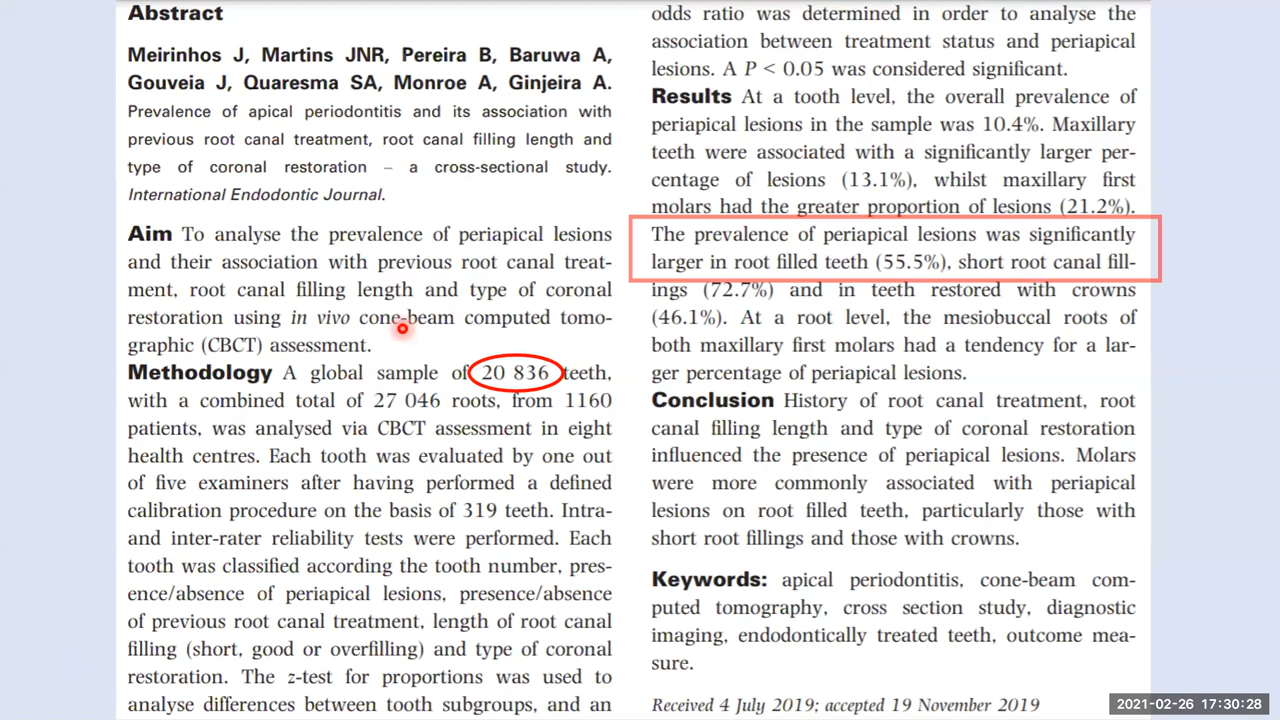 Abstract
Meirinhos J, Martins JNR, Pereira B, Baruwa A,
Gouveia J, Quaresma SA, Monroe A, Ginjeira A.
Prevalence of apical periodontitis and its association with
previous root canal treatment, root canal filling length and
type of coronal restoration – a cross-sectional study.
International Endodontic Journal.
Aim To analyse the prevalence of periapical lesions
and their association with previous root canal treat-
ment, root canal filling length and type of coronal
restoration using in vivo cone-beam computed tomo-
graphic (CBCT) assessment.
Methodology A global sample of 20 836 teeth,
with a combined total of 27 046 roots, from 1160
patients, was analysed via CBCT assessment in eight
health centres. Each tooth was evaluated by one out
of five examiners after having performed a defined
calibration procedure on the basis of 319 teeth. Intra-
and inter-rater reliability tests were performed. Each
tooth was classified according the tooth number, pres-
ence/absence of periapical lesions, presence/absence
of previous root canal treatment, length of root canal
filling (short, good or overfilling) and type of coronal
restoration. The z-test for proportions was used to
analyse differences between tooth subgroups, and an
odds ratio was determined in order to analyse the
association between treatment status and periapical
lesions. A P < 0.05 was considered significant.
Results At a tooth level, the overall prevalence of
periapical lesions in the sample was 10.4%. Maxillary
teeth were associated with a significantly larger per-
centage of lesions (13.1%), whilst maxillary first
molars had the greater proportion of lesions (21.2%).
The prevalence of periapical lesions was significantly
larger in root filled teeth (55.5%), short root canal fill-
ings (72.7%) and in teeth restored with crowns
(46.1%). At a root level, the mesiobuccal roots of
both maxillary first molars had a tendency for a lar-
ger percentage of periapical lesions.
Conclusion History of root canal treatment, root
canal filling length and type of coronal restoration
influenced the presence of periapical lesions. Molars
were more commonly associated with periapical
lesions on root filled teeth, particularly those with
short root fillings and those with crowns.
Keywords: apical periodontitis, cone-beam com-
puted tomography, cross section study, diagnostic
imaging, endodontically treated teeth, outcome mea-
sure.
Received 4 July 2019; accepted 19 November 2019
2021-02-26 17:30:28